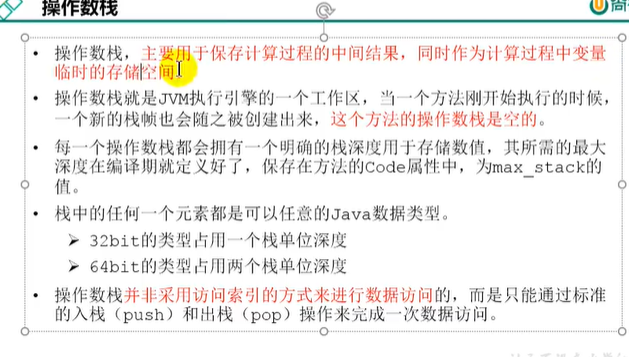 操作数栈
尚
• 操作数栈，主要用于保存计算过程的中间结果，同时作为计算过程中变量
临时的存储空间。
• 操作数栈就是JVM执行引擎的一个工作区，当一个方法刚开始执行的时候，
一个新的栈帧也会随之被创建出来，这个方法的操作数栈是空的。
• 每一个操作数栈都会拥有一个明确的栈深度用于存储数值，其所需的最大
深度在编译期就定义好了，保存在方法的Code属性中，为max_stack的
值。
• 栈中的任何一个元素都是可以任意的Java数据类型。
➢ 32bit的类型占用一个栈单位深度
➢ 64bit的类型占用两个栈单位深度
• 操作数栈并非采用访问索引的方式来进行数据访问的，而是只能通过标准
的入栈（push）和出栈（pop）操作来完成一次数据访问。